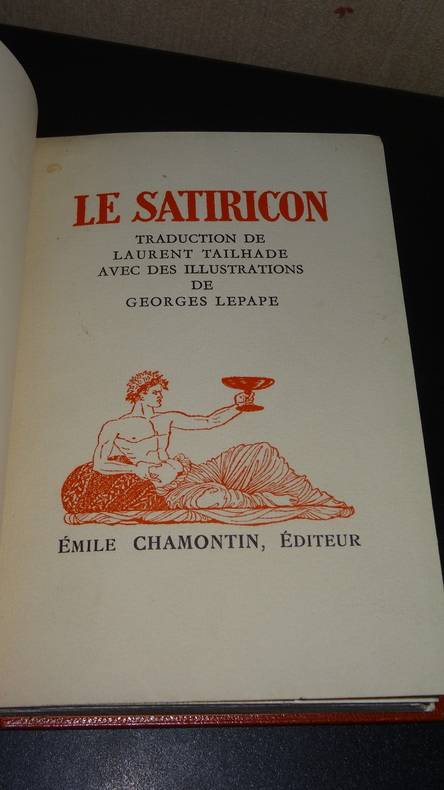 LE SATIRICON
TRADUCTION DE
LAURENT TAILHADE
AVEC DES ILLUSTRATIONS
DE
GEORGES LEPAPE
ÉMILE CHAMONTIN, ÉDITEUR